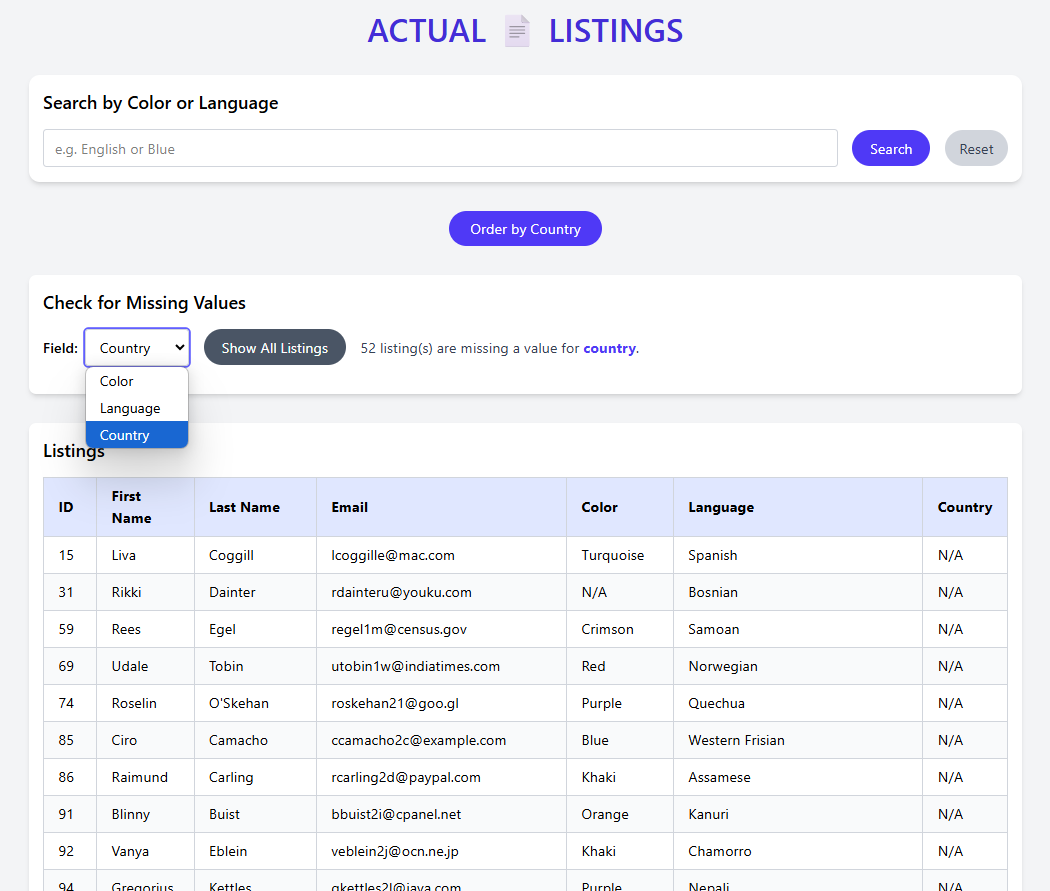 ACTUAL LISTINGS
Search by Color or Language
e.g. English or Blue
Search
Reset
Order by Country
Check for Missing Values
Field: Country
Show All Listings
52 listing(s) are missing a value for country.
Color
Language
Country
Listings
ID First Name Last Name Email Color Language Country
15 Liva Coggill lcoggille@mac.com Turquoise Spanish N/A
31 Rikki Dainter rdainteru@youku.com N/A Bosnian N/A
59 Rees Egel regel1m@census.gov Crimson Samoan N/A
69 Udale Tobin utobin1w@indiatimes.com Red Norwegian N/A
74 Roselin O'Skehan roskehan21@goo.gl Purple Quechua N/A
85 Ciro Camacho ccamacho2c@example.com Blue Western Frisian N/A
86 Raimund Carling rcarling2d@paypal.com Khaki Assamese N/A
91 Blinny Buist bbuist2i@cpanel.net Orange Kanuri N/A
92 Vanya Eblein veblein2j@ocn.ne.jp Khaki Chamorro N/A
94 Gregorius Kettles gkettles2l@java.com Purple Nepali N/A